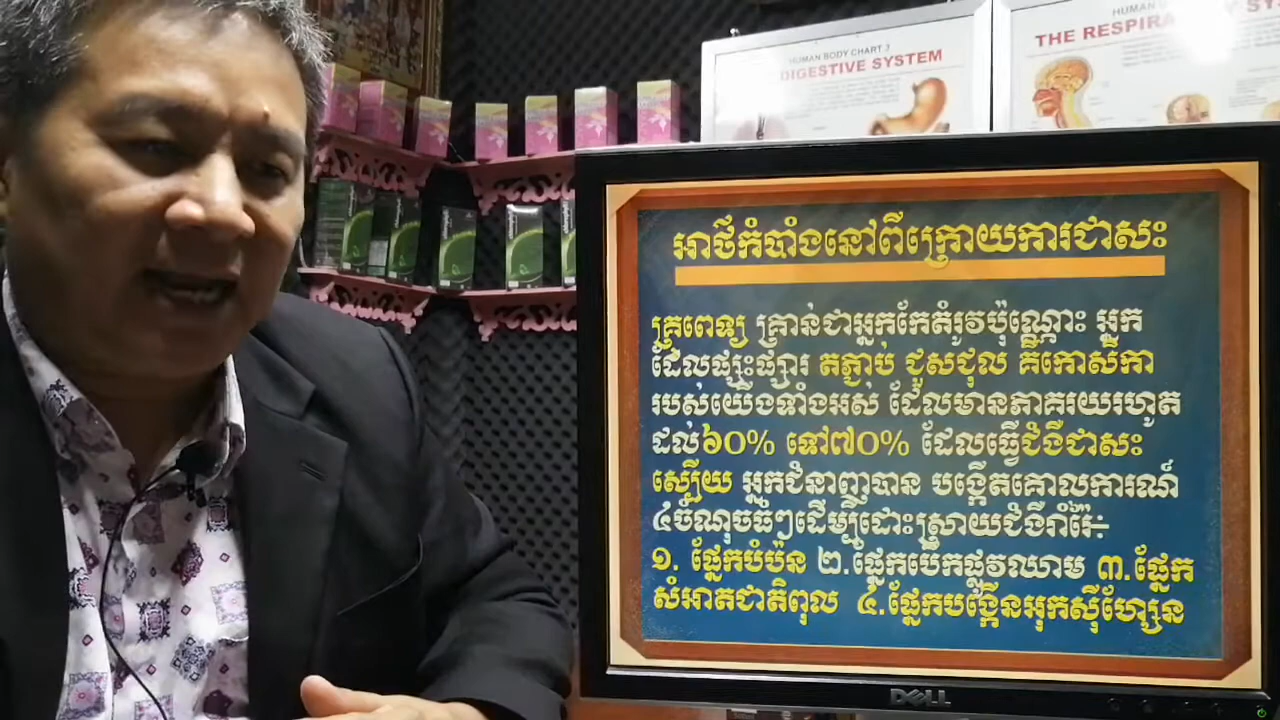 HUMAN BODY CHART 3
DIGESTIVE SYSTEM
HUMAN
THE RESPIRA
SY
អាថ៌កំបាំងនៅពីក្រោយការជាសះ
គ្រូពេទ្យ គ្រាន់ជាអ្នកកែតំរូវប៉ុណ្ណោះ អ្នក
ដែលផ្សះផ្សារ តភ្ជាប់ ជួសជុល គឺកោសិកា
របស់យើងទាំងអស់ ដែលមានភាគរយរហូត
ដល់៦០% ទៅ៧០% ដែលធ្វើជំងឺជាសះ
ស្បើយ អ្នកជំនាញបាន បង្កើតគោលការណ៍
៤ចំណុចធំៗដើម្បីដោះស្រាយជំងឺរាំរ៉ៃ÷
១. ផ្នែកបំប៉ន ២.ផ្នែកបើកផ្លូវឈាម ៣.ផ្នែក
សំអាតជាតិពុល ៤.ផ្នែកបង្កើនអុកស៊ីហ្សែន
DELL